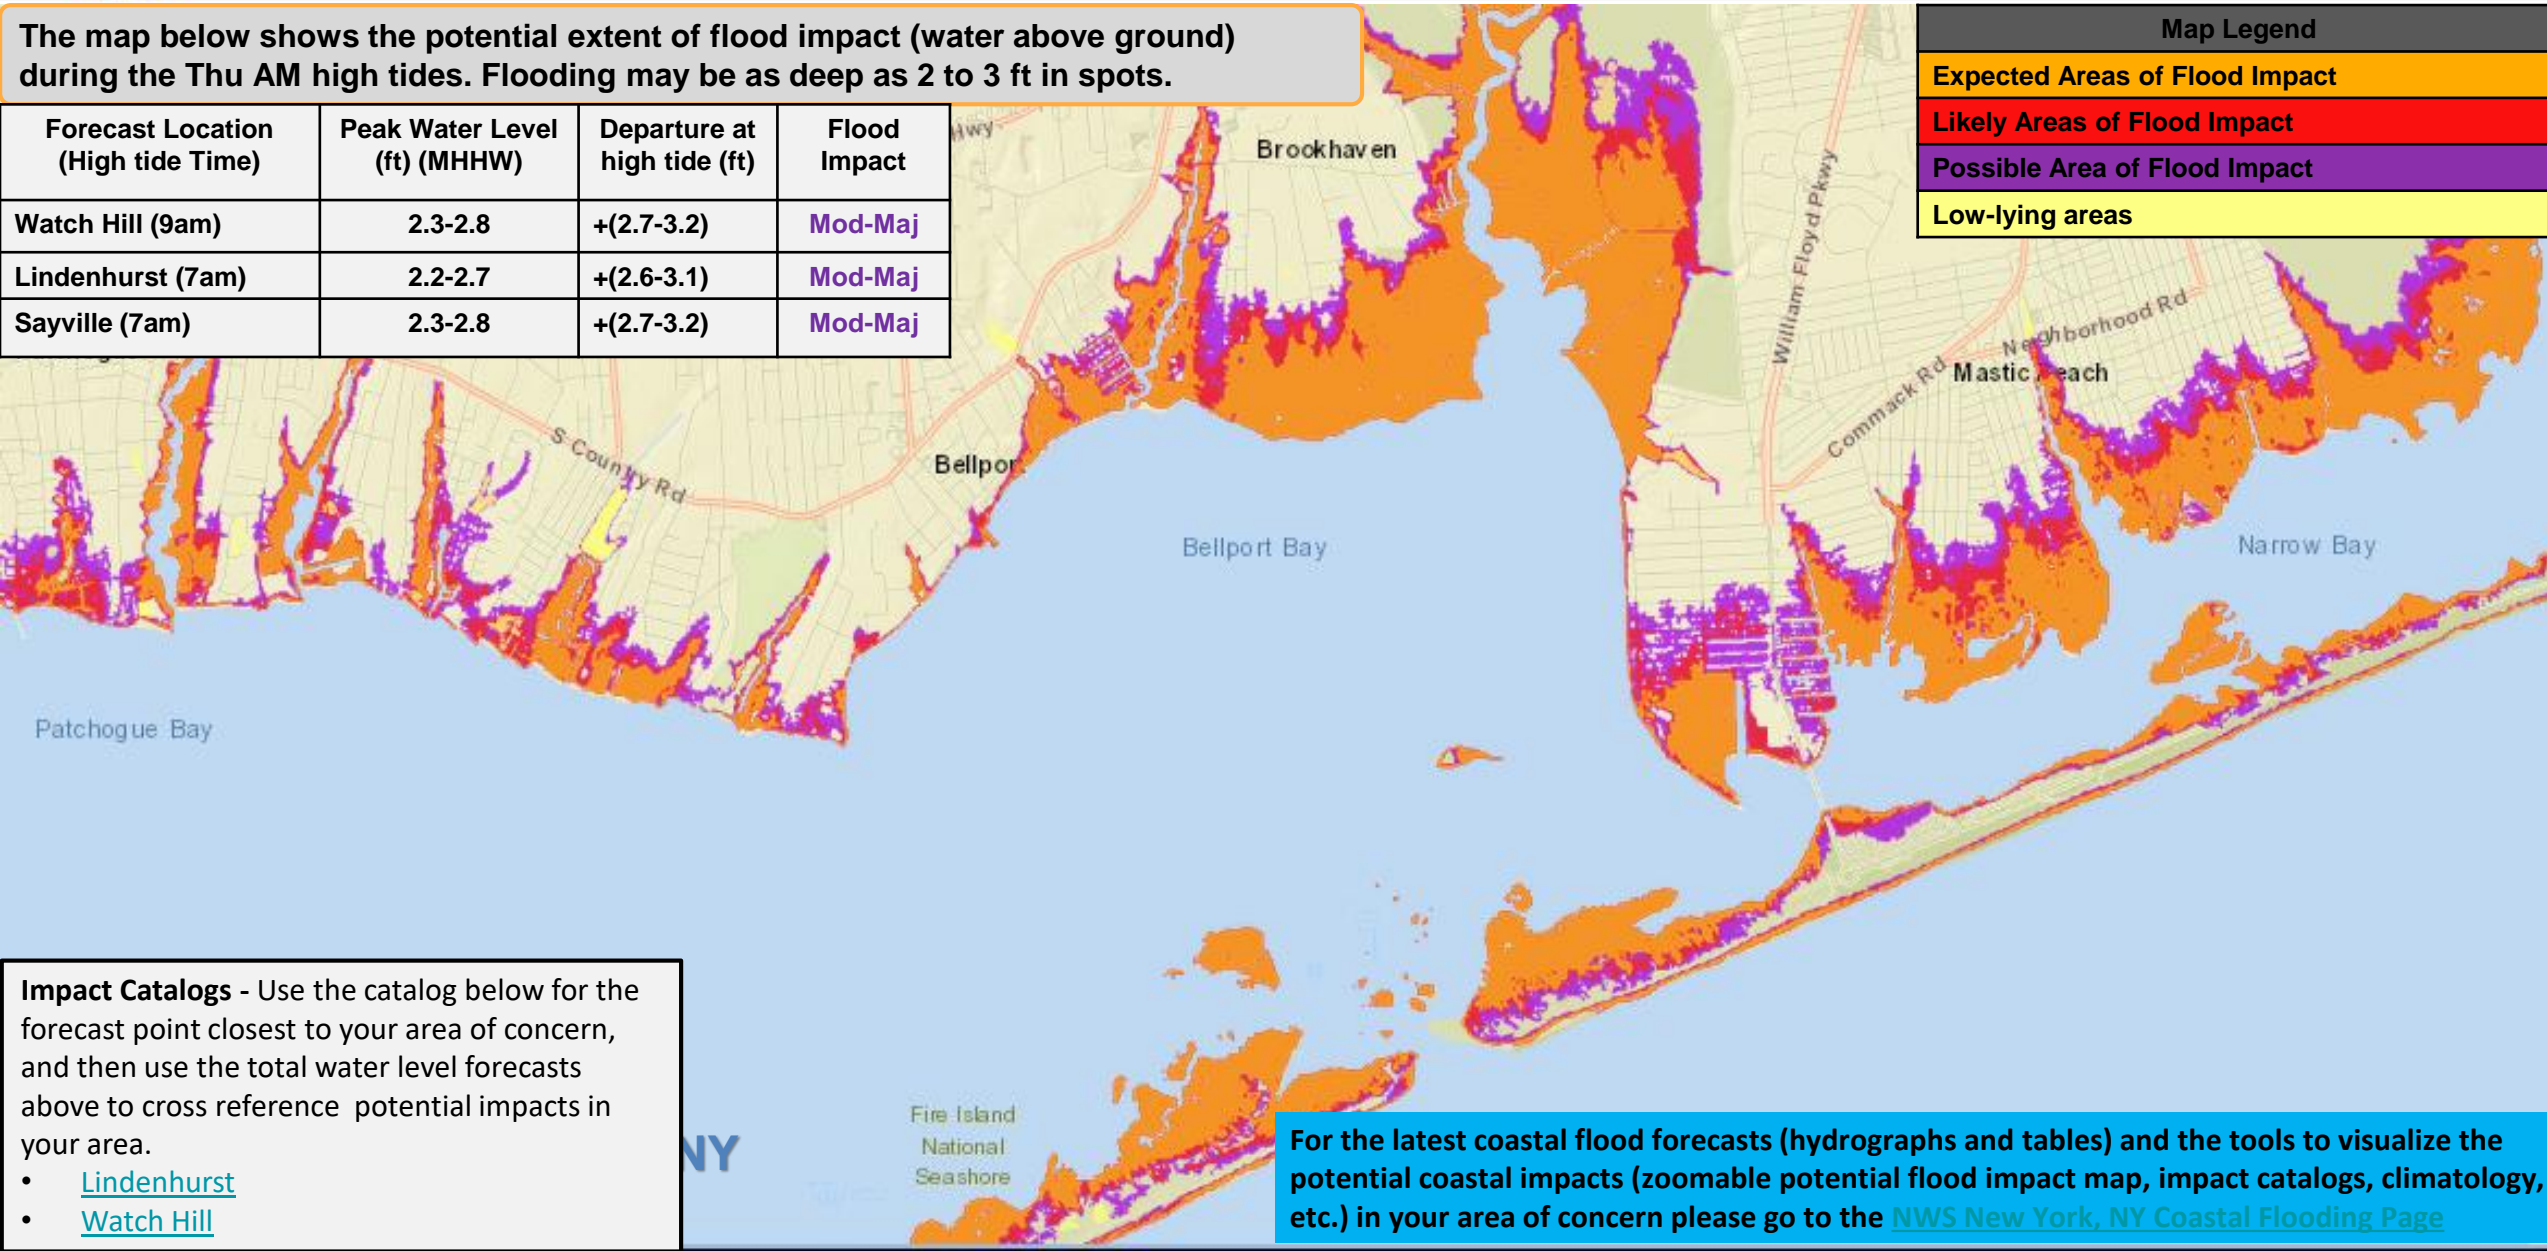 The map below shows the potential extent of flood impact (water above ground)
during the Thu AM high tides. Flooding may be as deep as 2 to 3 ft in spots.
Map Legend
Expected Areas of Flood Impact
Likely Areas of Flood Impact
Possible Area of Flood Impact
Low-lying areas
Forecast Location Peak Water Level Departure at Flood
(High tide Time) (ft) (MHHW) high tide (ft) Impact
Watch Hill (9am) 2.3-2.8 +(2.7-3.2) Mod-Maj
Lindenhurst (7am) 2.2-2.7 +(2.6-3.1) Mod-Maj
Sayville (7am) 2.3-2.8 +(2.7-3.2) Mod-Maj
Hwy
Brookhaven
William Floyd Pkwy
Neighborhood Rd
Commack Rd
Mastic Beach
S Country Rd
Bellport
Bellport Bay
Narrow Bay
Patchogue Bay
Impact Catalogs - Use the catalog below for the
forecast point closest to your area of concern,
and then use the total water level forecasts
above to cross reference potential impacts in
your area.
• Lindenhurst
• Watch Hill
NY
Fire Island
National
Seashore
For the latest coastal flood forecasts (hydrographs and tables) and the tools to visualize the
potential coastal impacts (zoomable potential flood impact map, impact catalogs, climatology,
etc.) in your area of concern please go to the NWS New York, NY Coastal Flooding Page